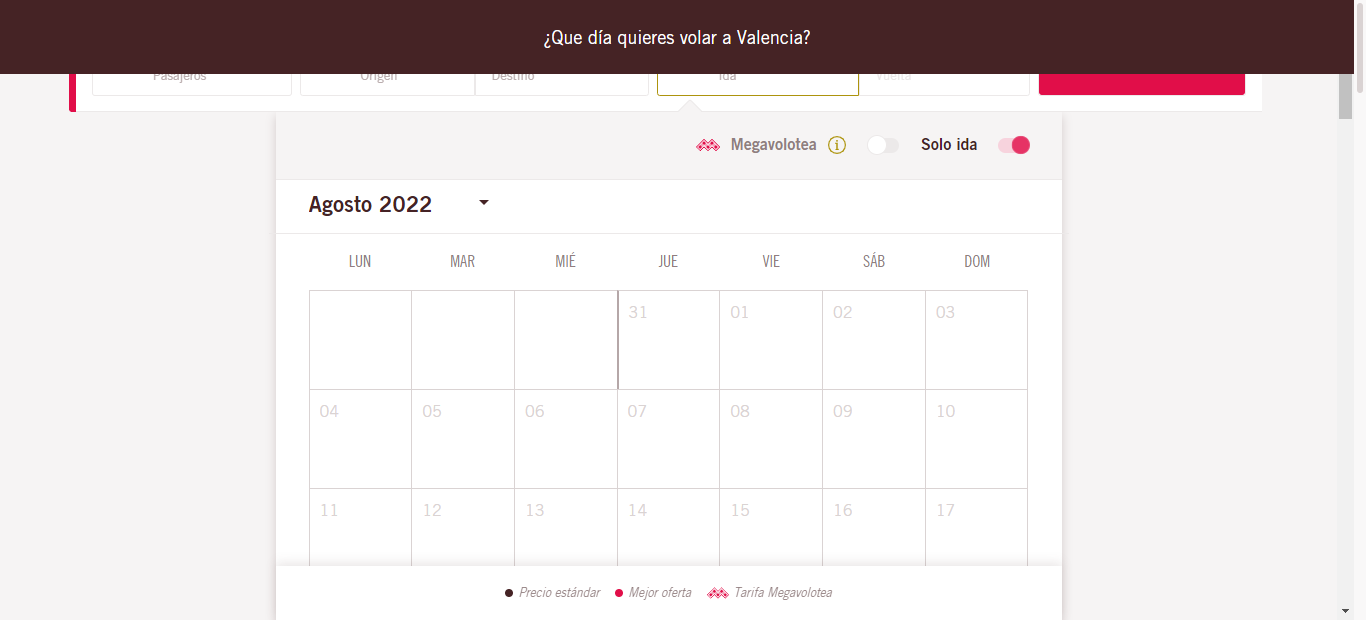 ¿Que día quieres volar a Valencia?
Pasajeros Origen Destino Ida Vuelta
Megavolotea i Solo ida
Agosto 2022
LUN MAR MIÉ JUE VIE SÁB DOM
31 01 02 03
04 05 06 07 08 09 10
11 12 13 14 15 16 17
Precio estándar Mejor oferta Tarifa Megavolotea